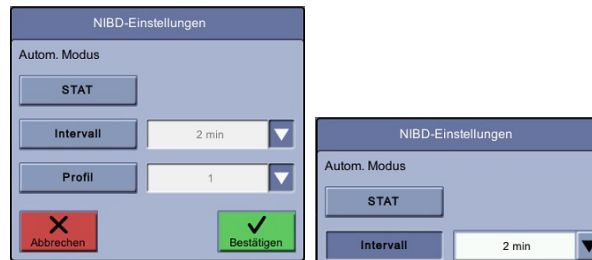 NIBD-Einstellungen
Autom. Modus
STAT
Intervall 2 min
Profil 1
Abbrechen Bestätigen
NIBD-Einstellungen
Autom. Modus
STAT
Intervall 2 min